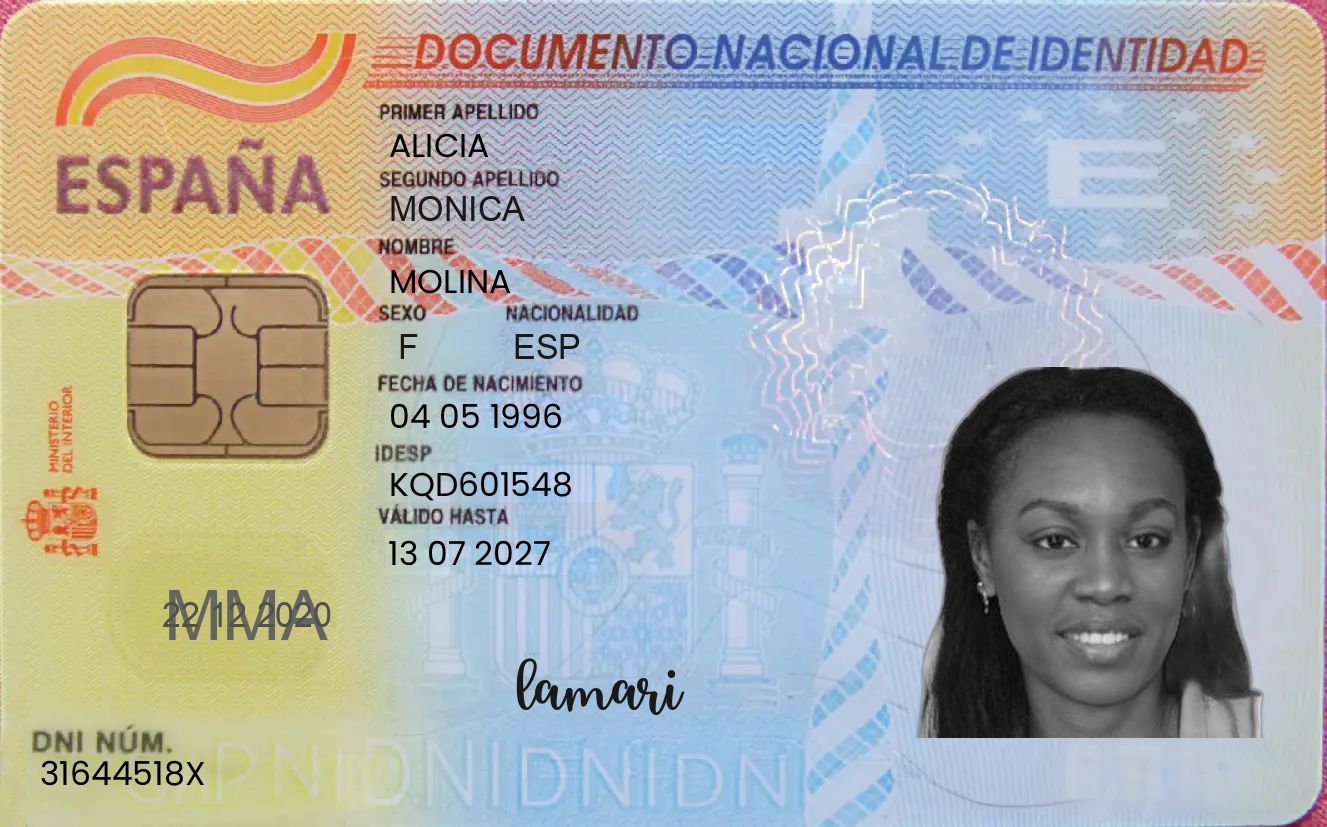 DOCUMENTO NACIONAL DE IDENTIDAD
ESPAÑA
PRIMER APELLIDO
ALICIA
SEGUNDO APELLIDO
MONICA
NOMBRE
MOLINA
SEXO NACIONALIDAD
F ESP
FECHA DE NACIMIENTO
04 05 1996
IDESP
KQD601548
VÁLIDO HASTA
13 07 2027
MINISTERIO
DEL INTERIOR
E
MMA
22 12 2020
lamari
DNI NÚM.
31644518X